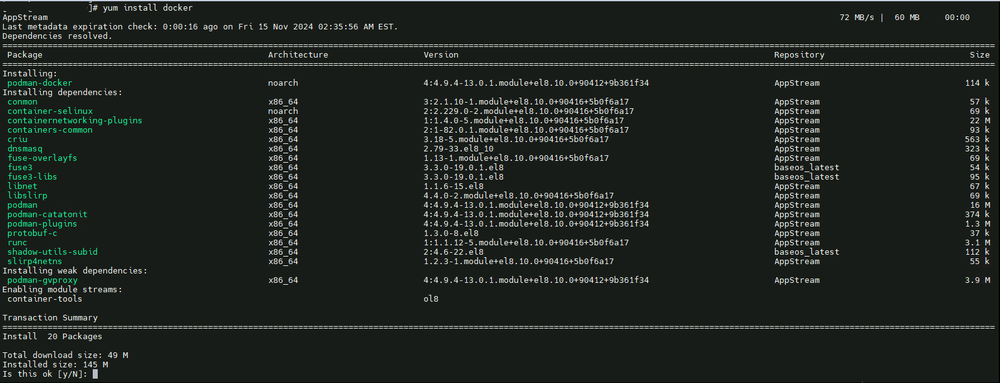 ]# yum install docker
AppStream 72 MB/s | 60 MB 00:00
Last metadata expiration check: 0:00:16 ago on Fri 15 Nov 2024 02:35:56 AM EST.
Dependencies resolved.
Package Architecture Version Repository Size
Installing:
podman-docker noarch 4:4.9.4-13.0.1.module+el8.10.0+90412+9b361f34 AppStream 114 k
Installing dependencies:
conmon x86_64 3:2.1.10-1.module+el8.10.0+90416+5b0f6a17 AppStream 57 k
container-selinux noarch 2:2.229.0-2.module+el8.10.0+90416+5b0f6a17 AppStream 69 k
containernetworking-plugins x86_64 1:1.4.0-5.module+el8.10.0+90416+5b0f6a17 AppStream 22 M
containers-common x86_64 2:1-82.0.1.module+el8.10.0+90416+5b0f6a17 AppStream 93 k
criu x86_64 3.18-5.module+el8.10.0+90416+5b0f6a17 AppStream 563 k
dnsmasq x86_64 2.79-33.el8_10 AppStream 323 k
fuse-overlayfs x86_64 1.13-1.module+el8.10.0+90416+5b0f6a17 AppStream 69 k
fuse3 x86_64 3.3.0-19.0.1.el8 baseos_latest 54 k
fuse3-libs x86_64 3.3.0-19.0.1.el8 baseos_latest 95 k
libnet x86_64 1.1.6-15.el8 AppStream 67 k
libslirp x86_64 4.4.0-2.module+el8.10.0+90416+5b0f6a17 AppStream 69 k
podman x86_64 4:4.9.4-13.0.1.module+el8.10.0+90412+9b361f34 AppStream 16 M
podman-catatonit x86_64 4:4.9.4-13.0.1.module+el8.10.0+90412+9b361f34 AppStream 374 k
podman-plugins x86_64 4:4.9.4-13.0.1.module+el8.10.0+90412+9b361f34 AppStream 1.3 M
protobuf-c x86_64 1.3.0-8.el8 AppStream 37 k
runc x86_64 1:1.1.12-5.module+el8.10.0+90416+5b0f6a17 AppStream 3.1 M
shadow-utils-subid x86_64 2:4.6-22.el8 baseos_latest 112 k
slirp4netns x86_64 1.2.3-1.module+el8.10.0+90416+5b0f6a17 AppStream 55 k
Installing weak dependencies:
podman-gvproxy x86_64 4:4.9.4-13.0.1.module+el8.10.0+90412+9b361f34 AppStream 3.9 M
Enabling module streams:
container-tools ol8
Transaction Summary
Install 20 Packages
Total download size: 49 M
Installed size: 145 M
Is this ok [y/N]: